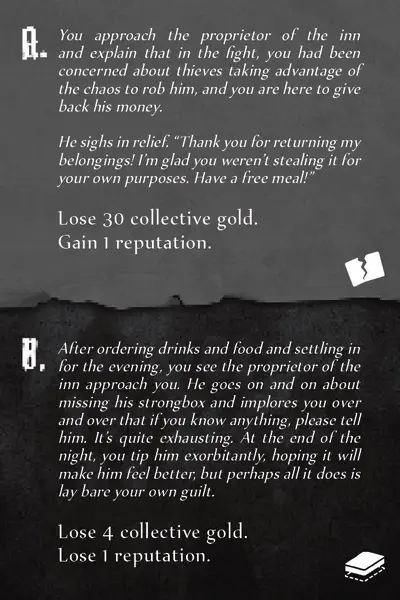 A. You approach the proprietor of the inn
and explain that in the fight, you had been
concerned about thieves taking advantage of
the chaos to rob him, and you are here to give
back his money.
He sighs in relief. “Thank you for returning my
belongings! I’m glad you weren’t stealing it for
your own purposes. Have a free meal!”
Lose 30 collective gold.
Gain 1 reputation.
B. After ordering drinks and food and settling in
for the evening, you see the proprietor of the
inn approach you. He goes on and on about
missing his strongbox and implores you over
and over that if you know anything, please tell
him. It’s quite exhausting. At the end of the
night, you tip him exorbitantly, hoping it will
make him feel better, but perhaps all it does is
lay bare your own guilt.
Lose 4 collective gold.
Lose 1 reputation.